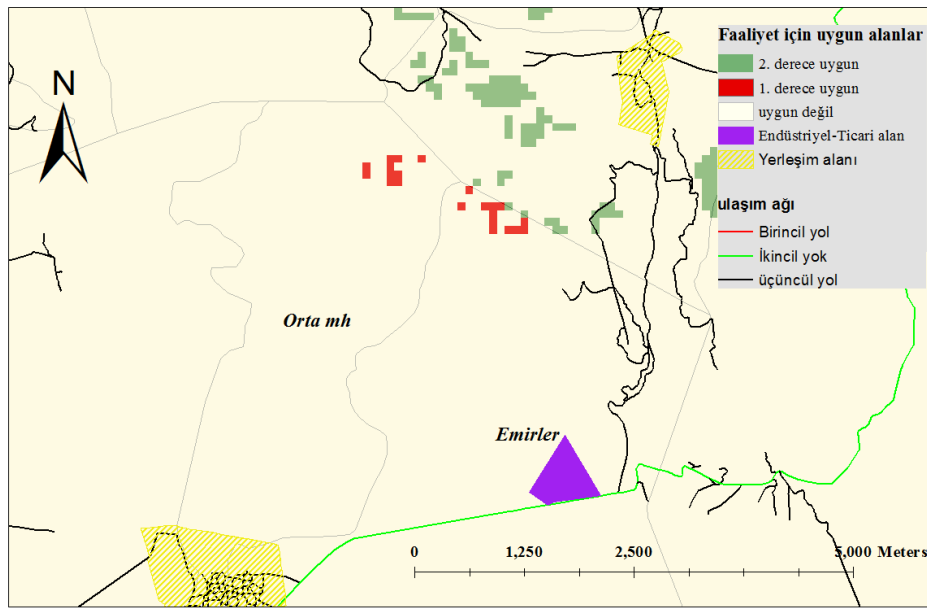 N
Faaliyet için uygun alanlar
2. derece uygun
1. derece uygun
uygun değil
Endüstriyel-Ticari alan
Yerleşim alanı
ulaşım ağı
Birincil yol
İkincil yok
üçüncül yol
Orta mh
Emirler
0 1,250 2,500 5,000 Meters